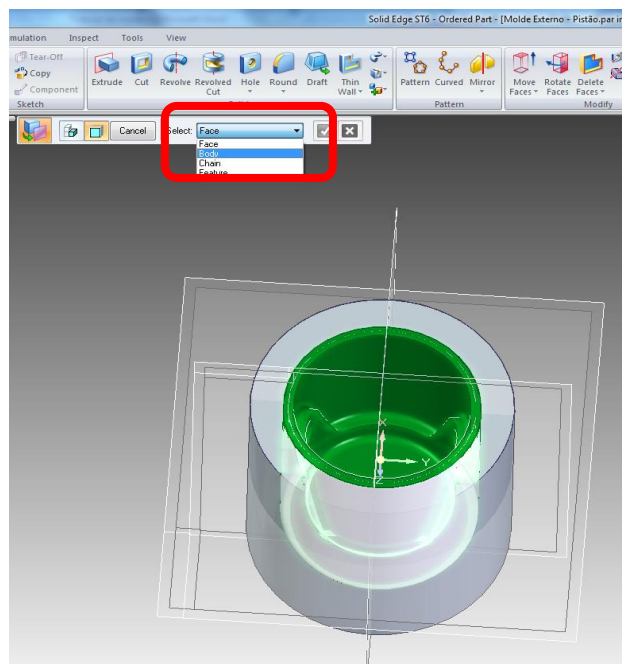 Solid Edge ST6 - Ordered Part - [Molde Externo - Pistão.par
mulation Inspect Tools View
Tear-Off
Copy
Component
Sketch
Extrude Cut Revolve Revolved Cut Hole Round Draft Thin Wall
Pattern Curved Mirror
Pattern
Move Faces Rotate Faces Delete Faces
Modify
Cancel
elect: Face
Face
Body
Chain
Feature
X
Y
Z